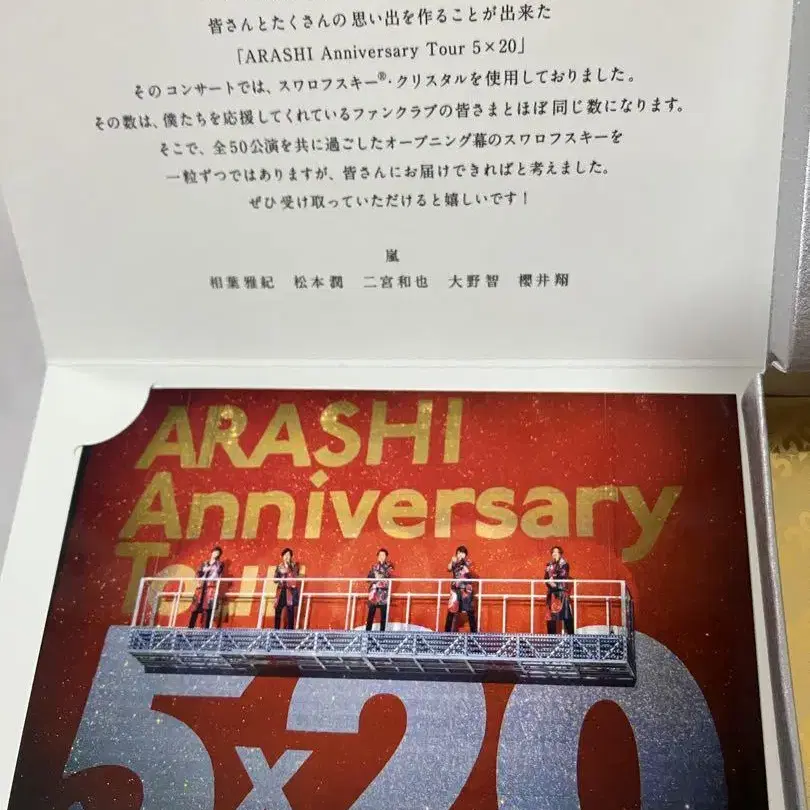 皆さんとたくさんの思い出を作ることが出来た
「ARASHI Anniversary Tour 5×20」
そのコンサートでは、スワロフスキー®・クリスタルを使用しておりました。
その数は、僕たちを応援してくれているファンクラブの皆さまとほぼ同じ数になります。
そこで、全50公演を共に過ごしたオープニング幕のスワロフスキーを
一粒ずつではありますが、皆さんにお届けできればと考えました。
ぜひ受け取っていただけると嬉しいです！
嵐
相葉雅紀 松本潤 二宮和也 大野智 櫻井翔
ARASHI
Anniversary
Tour
5×20